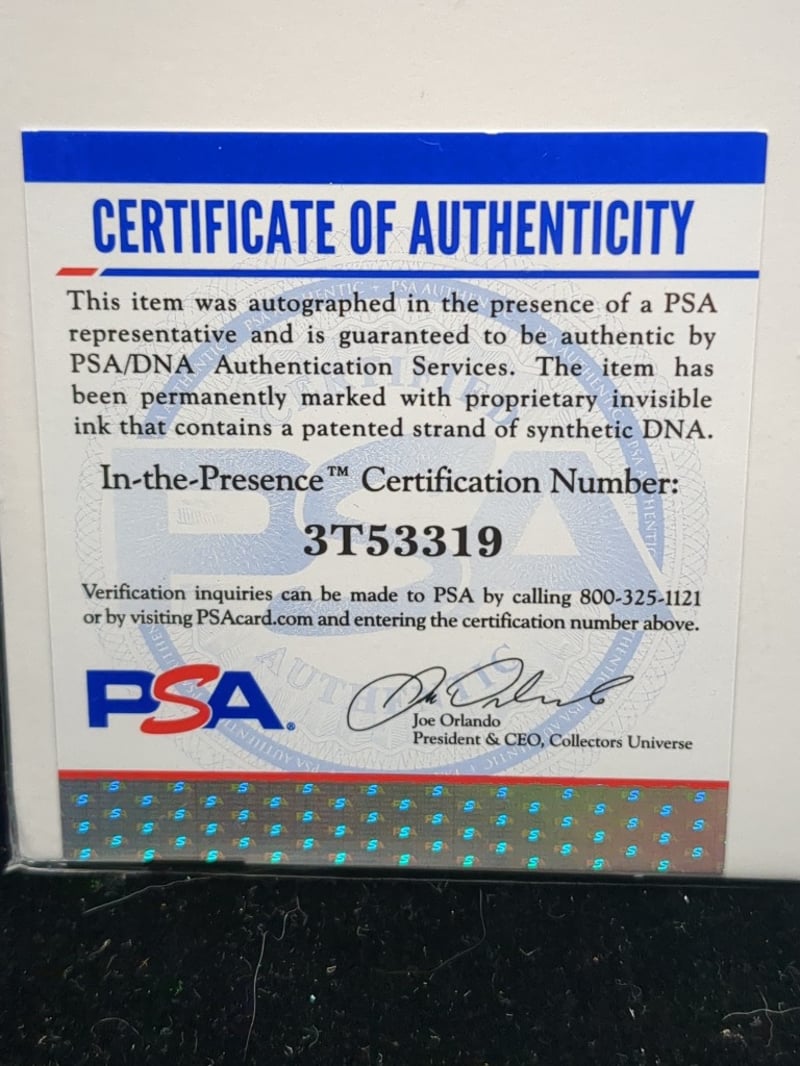 CERTIFICATE OF AUTHENTICITY
This item was autographed in the presence of a PSA
representative and is guaranteed to be authentic by
PSA/DNA Authentication Services. The item has
been permanently marked with proprietary invisible
ink that contains a patented strand of synthetic DNA.
In-the-Presence™ Certification Number:
3T53319
Verification inquiries can be made to PSA by calling 800-325-1121
or by visiting PSAcard.com and entering the certification number above.
PSA®
Joe Orlando
President & CEO, Collectors Universe